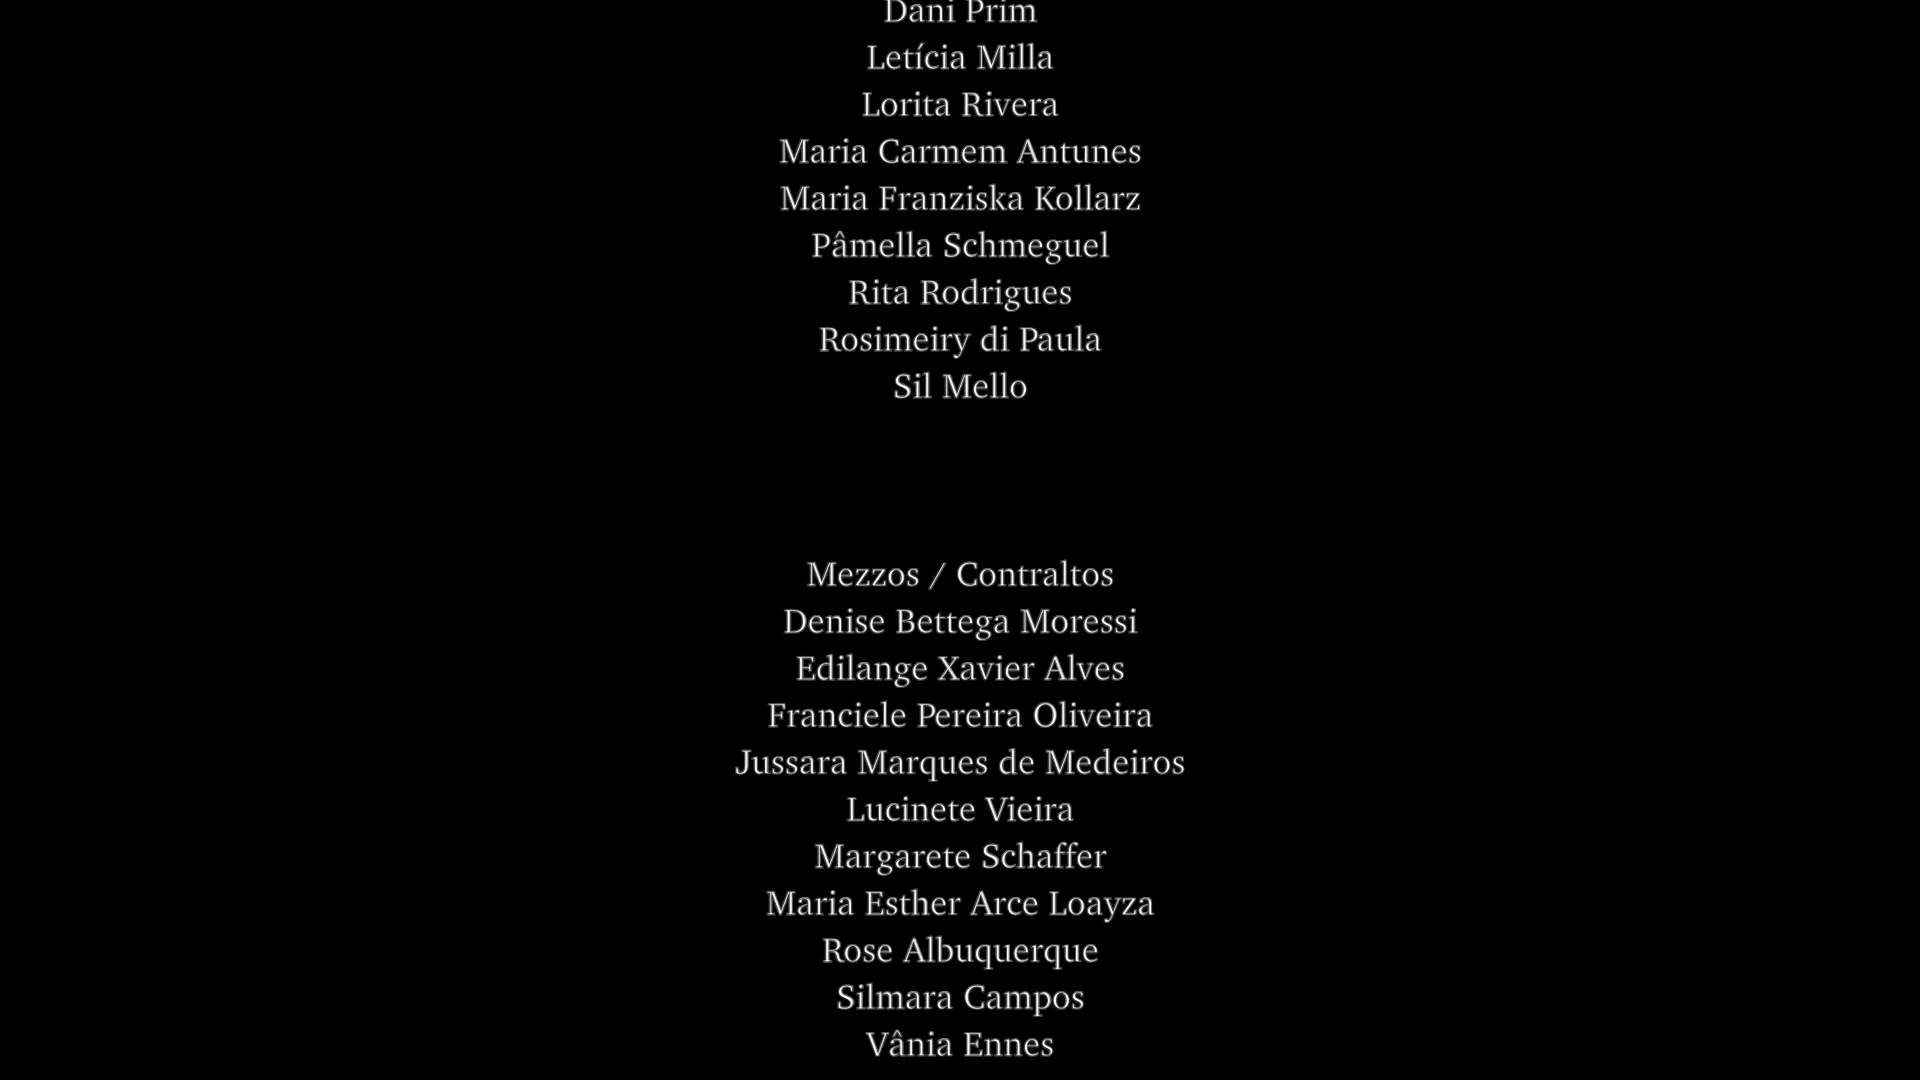 Dani Prim
Letícia Milla
Lorita Rivera
Maria Carmem Antunes
Maria Franziska Kollarz
Pâmella Schmeguel
Rita Rodrigues
Rosimeiry di Paula
Sil Mello
Mezzos / Contraltos
Denise Bettega Moressi
Edilange Xavier Alves
Franciele Pereira Oliveira
Jussara Marques de Medeiros
Lucinete Vieira
Margarete Schaffer
Maria Esther Arce Loayza
Rose Albuquerque
Silmara Campos
Vânia Ennes